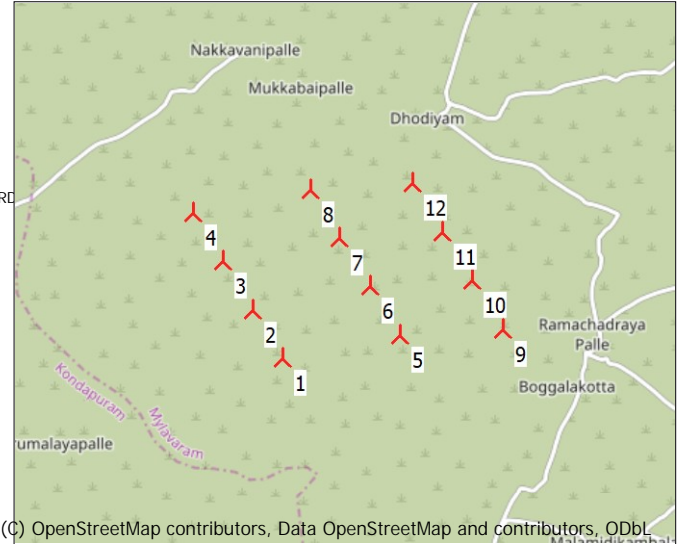 Nakkavanipalle
Mukkabaipalle
Dhodiyam
RD
12
8
4
11
7
3
10
6
2
Ramachadraya
Palle
9
5
1
Boggalakotta
Kondapuram
Mylavaram
rumalayapalle
(C) OpenStreetMap contributors, Data OpenStreetMap and contributors, ODbL